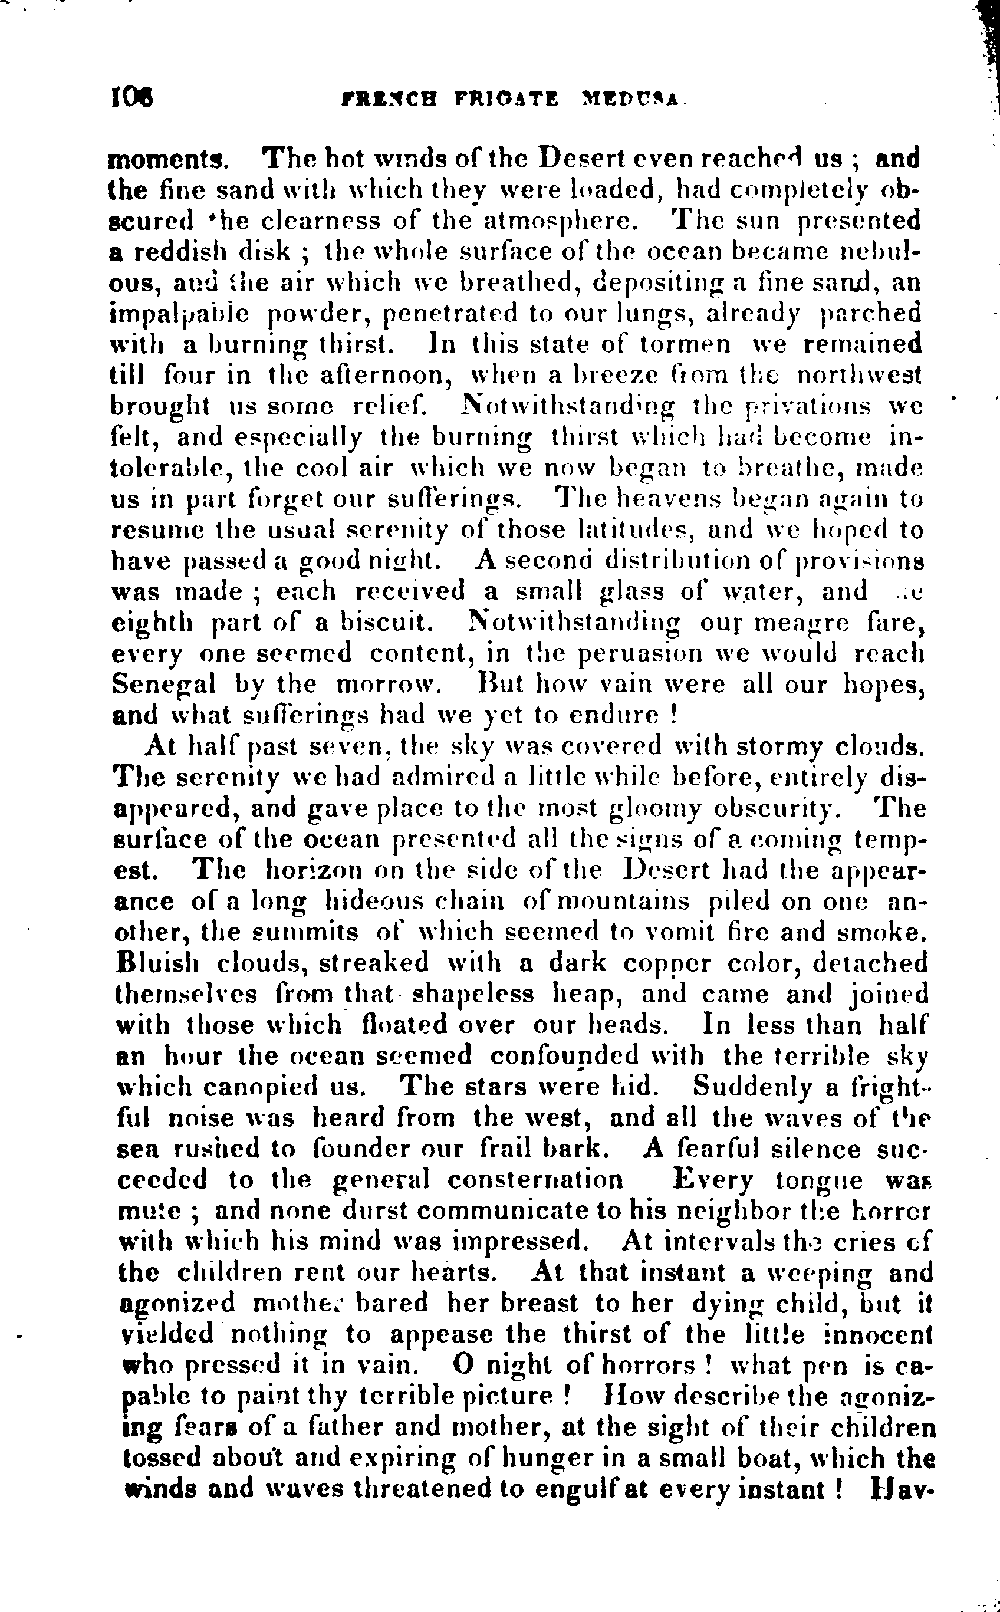 106 FRENCH FRIGATE MEDUSA.
moments. The hot winds of the Desert even reached us ; and
the fine sand with which they were loaded, had completely ob-
scured the clearness of the atmosphere. The sun presented
a reddish disk ; the whole surface of the ocean became nebul-
ous, and the air which we breathed, depositing a fine sand, an
impalpable powder, penetrated to our lungs, already parched
with a burning thirst. In this state of tormen we remained
till four in the afternoon, when a breeze from the northwest
brought us some relief. Notwithstanding the privations we
felt, and especially the burning thirst which had become in-
tolerable, the cool air which we now began to breathe, made
us in part forget our sufferings. The heavens began again to
resume the usual serenity of those latitudes, and we hoped to
have passed a good night. A second distribution of provisions
was made ; each received a small glass of water, and
eighth part of a biscuit. Notwithstanding our meagre fare,
every one seemed content, in the peruasion we would reach
Senegal by the morrow. But how vain were all our hopes,
and what sufferings had we yet to endure !
At half past seven, the sky was covered with stormy clouds.
The serenity we had admired a little while before, entirely dis-
appeared, and gave place to the most gloomy obscurity. The
surface of the ocean presented all the signs of a coming temp-
est. The horizon on the side of the Desert had the appear-
ance of a long hideous chain of mountains piled on one an-
other, the summits of which seemed to vomit fire and smoke.
Bluish clouds, streaked with a dark copper color, detached
themselves from that shapeless heap, and came and joined
with those which floated over our heads. In less than half
an hour the ocean seemed confounded with the terrible sky
which canopied us. The stars were hid. Suddenly a fright-
ful noise was heard from the west, and all the waves of the
sea rushed to founder our frail bark. A fearful silence suc-
ceeded to the general consternation Every tongue was
mute ; and none durst communicate to his neighbor the horror
with which his mind was impressed. At intervals the cries of
the children rent our hearts. At that instant a weeping and
agonized mother bared her breast to her dying child, but it
yielded nothing to appease the thirst of the little innocent
who pressed it in vain. O night of horrors ! what pen is ca-
pable to paint thy terrible picture ! How describe the agoniz-
ing fears of a father and mother, at the sight of their children
tossed about and expiring of hunger in a small boat, which the
winds and waves threatened to engulf at every instant ! Hav-